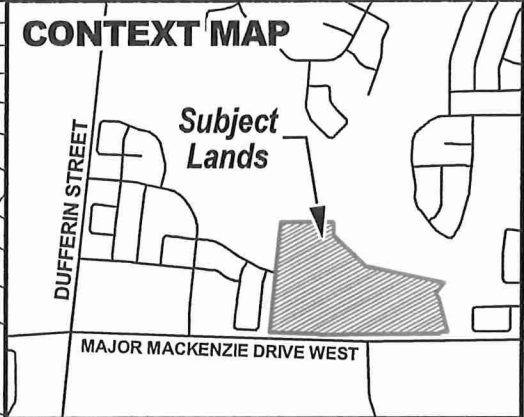 CONTEXT MAP
Subject
Lands
DUFFERIN STREET
MAJOR MACKENZIE DRIVE WEST